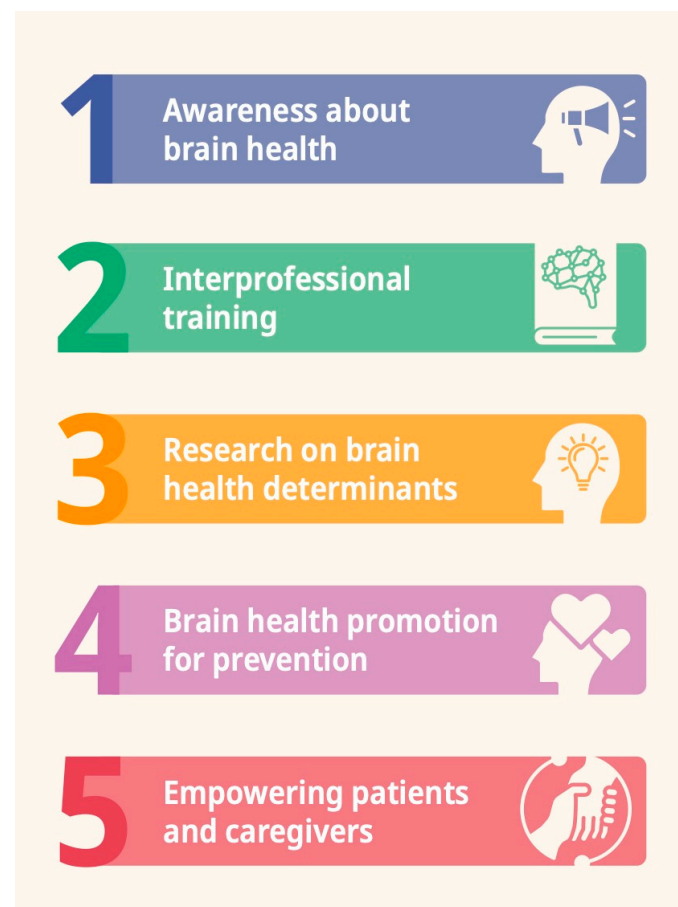 1
Awareness about
brain health
2
Interprofessional
training
3
Research on brain
health determinants
4
Brain health promotion
for prevention
5
Empowering patients
and caregivers